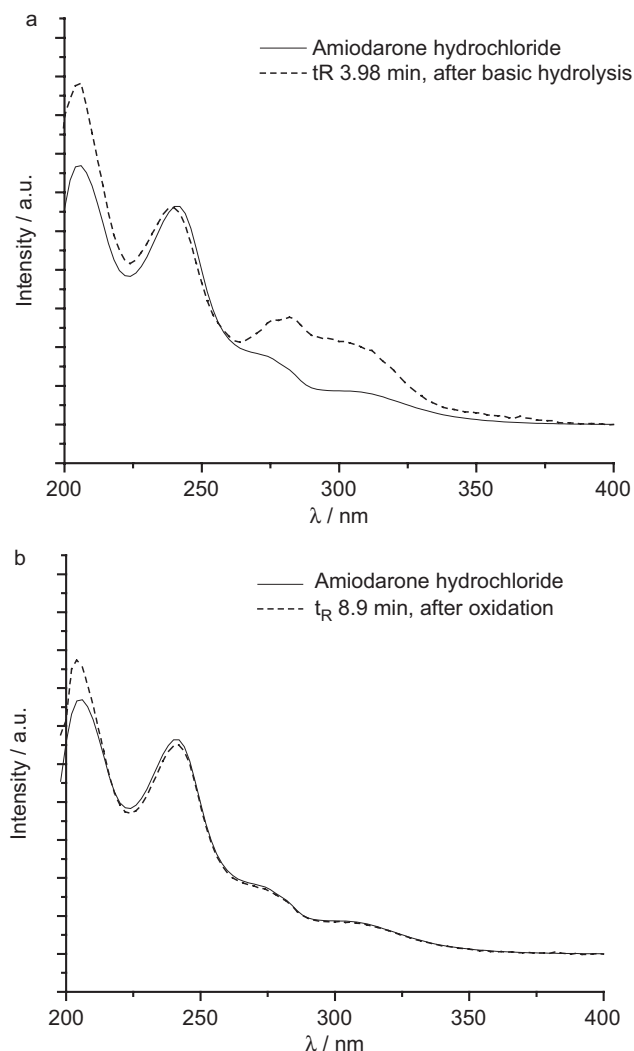 a
Amiodarone hydrochloride
tR 3.98 min, after basic hydrolysis
Intensity / a.u.
200 250 300 350 400
λ / nm
b
Amiodarone hydrochloride
tR 8.9 min, after oxidation
Intensity / a.u.
200 250 300 350 400
λ / nm